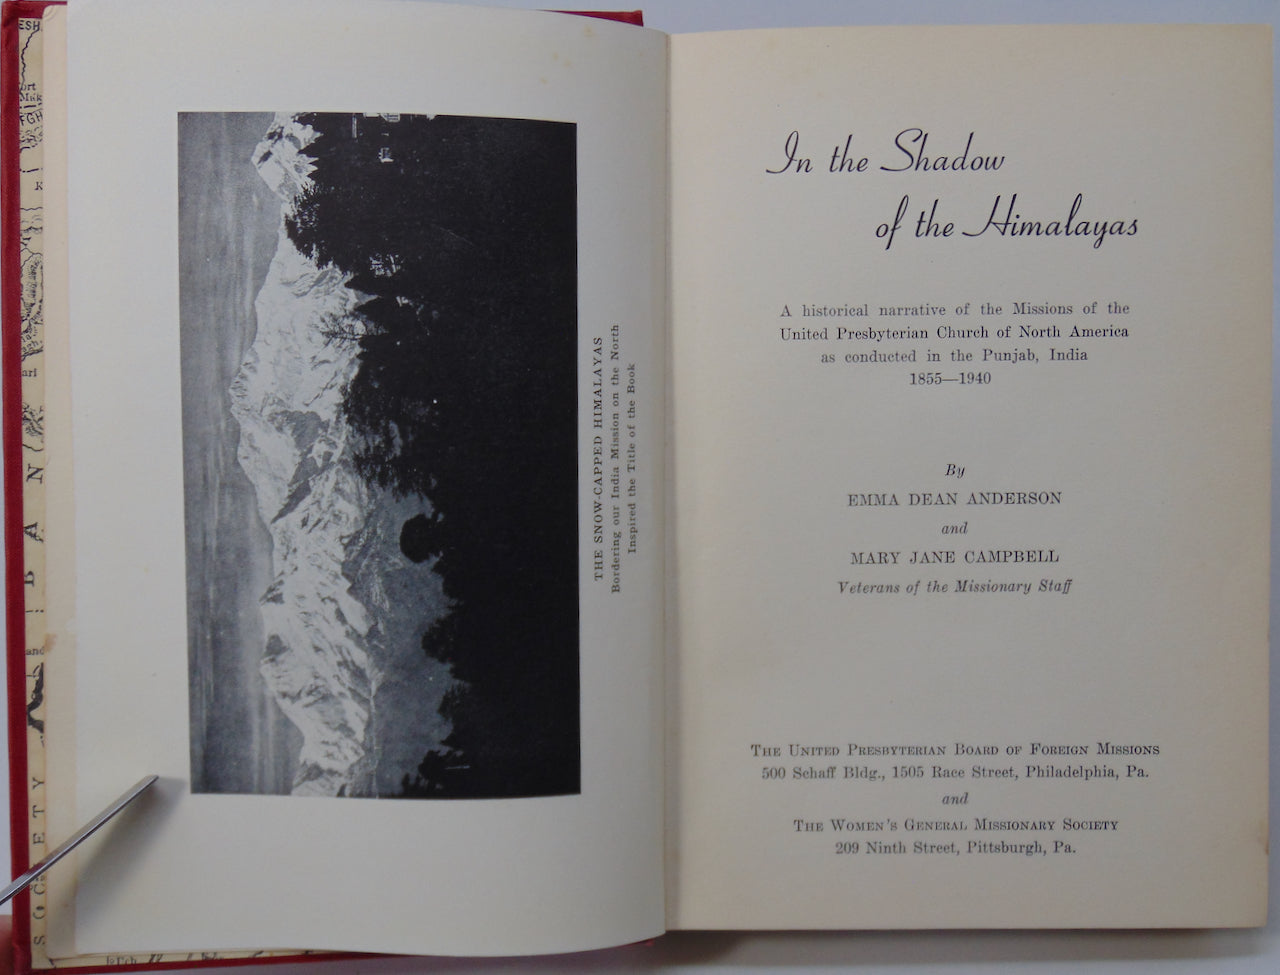 THE SNOW-CAPPED HIMALAYAS
Bordering our India Mission on the North
Inspired the Title of the Book
In the Shadow
of the Himalayas
A historical narrative of the Missions of the
United Presbyterian Church of North America
as conducted in the Punjab, India
1855—1940
By
EMMA DEAN ANDERSON
and
MARY JANE CAMPBELL
Veterans of the Missionary Staff
THE UNITED PRESBYTERIAN BOARD OF FOREIGN MISSIONS
500 Schaff Bldg., 1505 Race Street, Philadelphia, Pa.
and
THE WOMEN'S GENERAL MISSIONARY SOCIETY
209 Ninth Street, Pittsburgh, Pa.